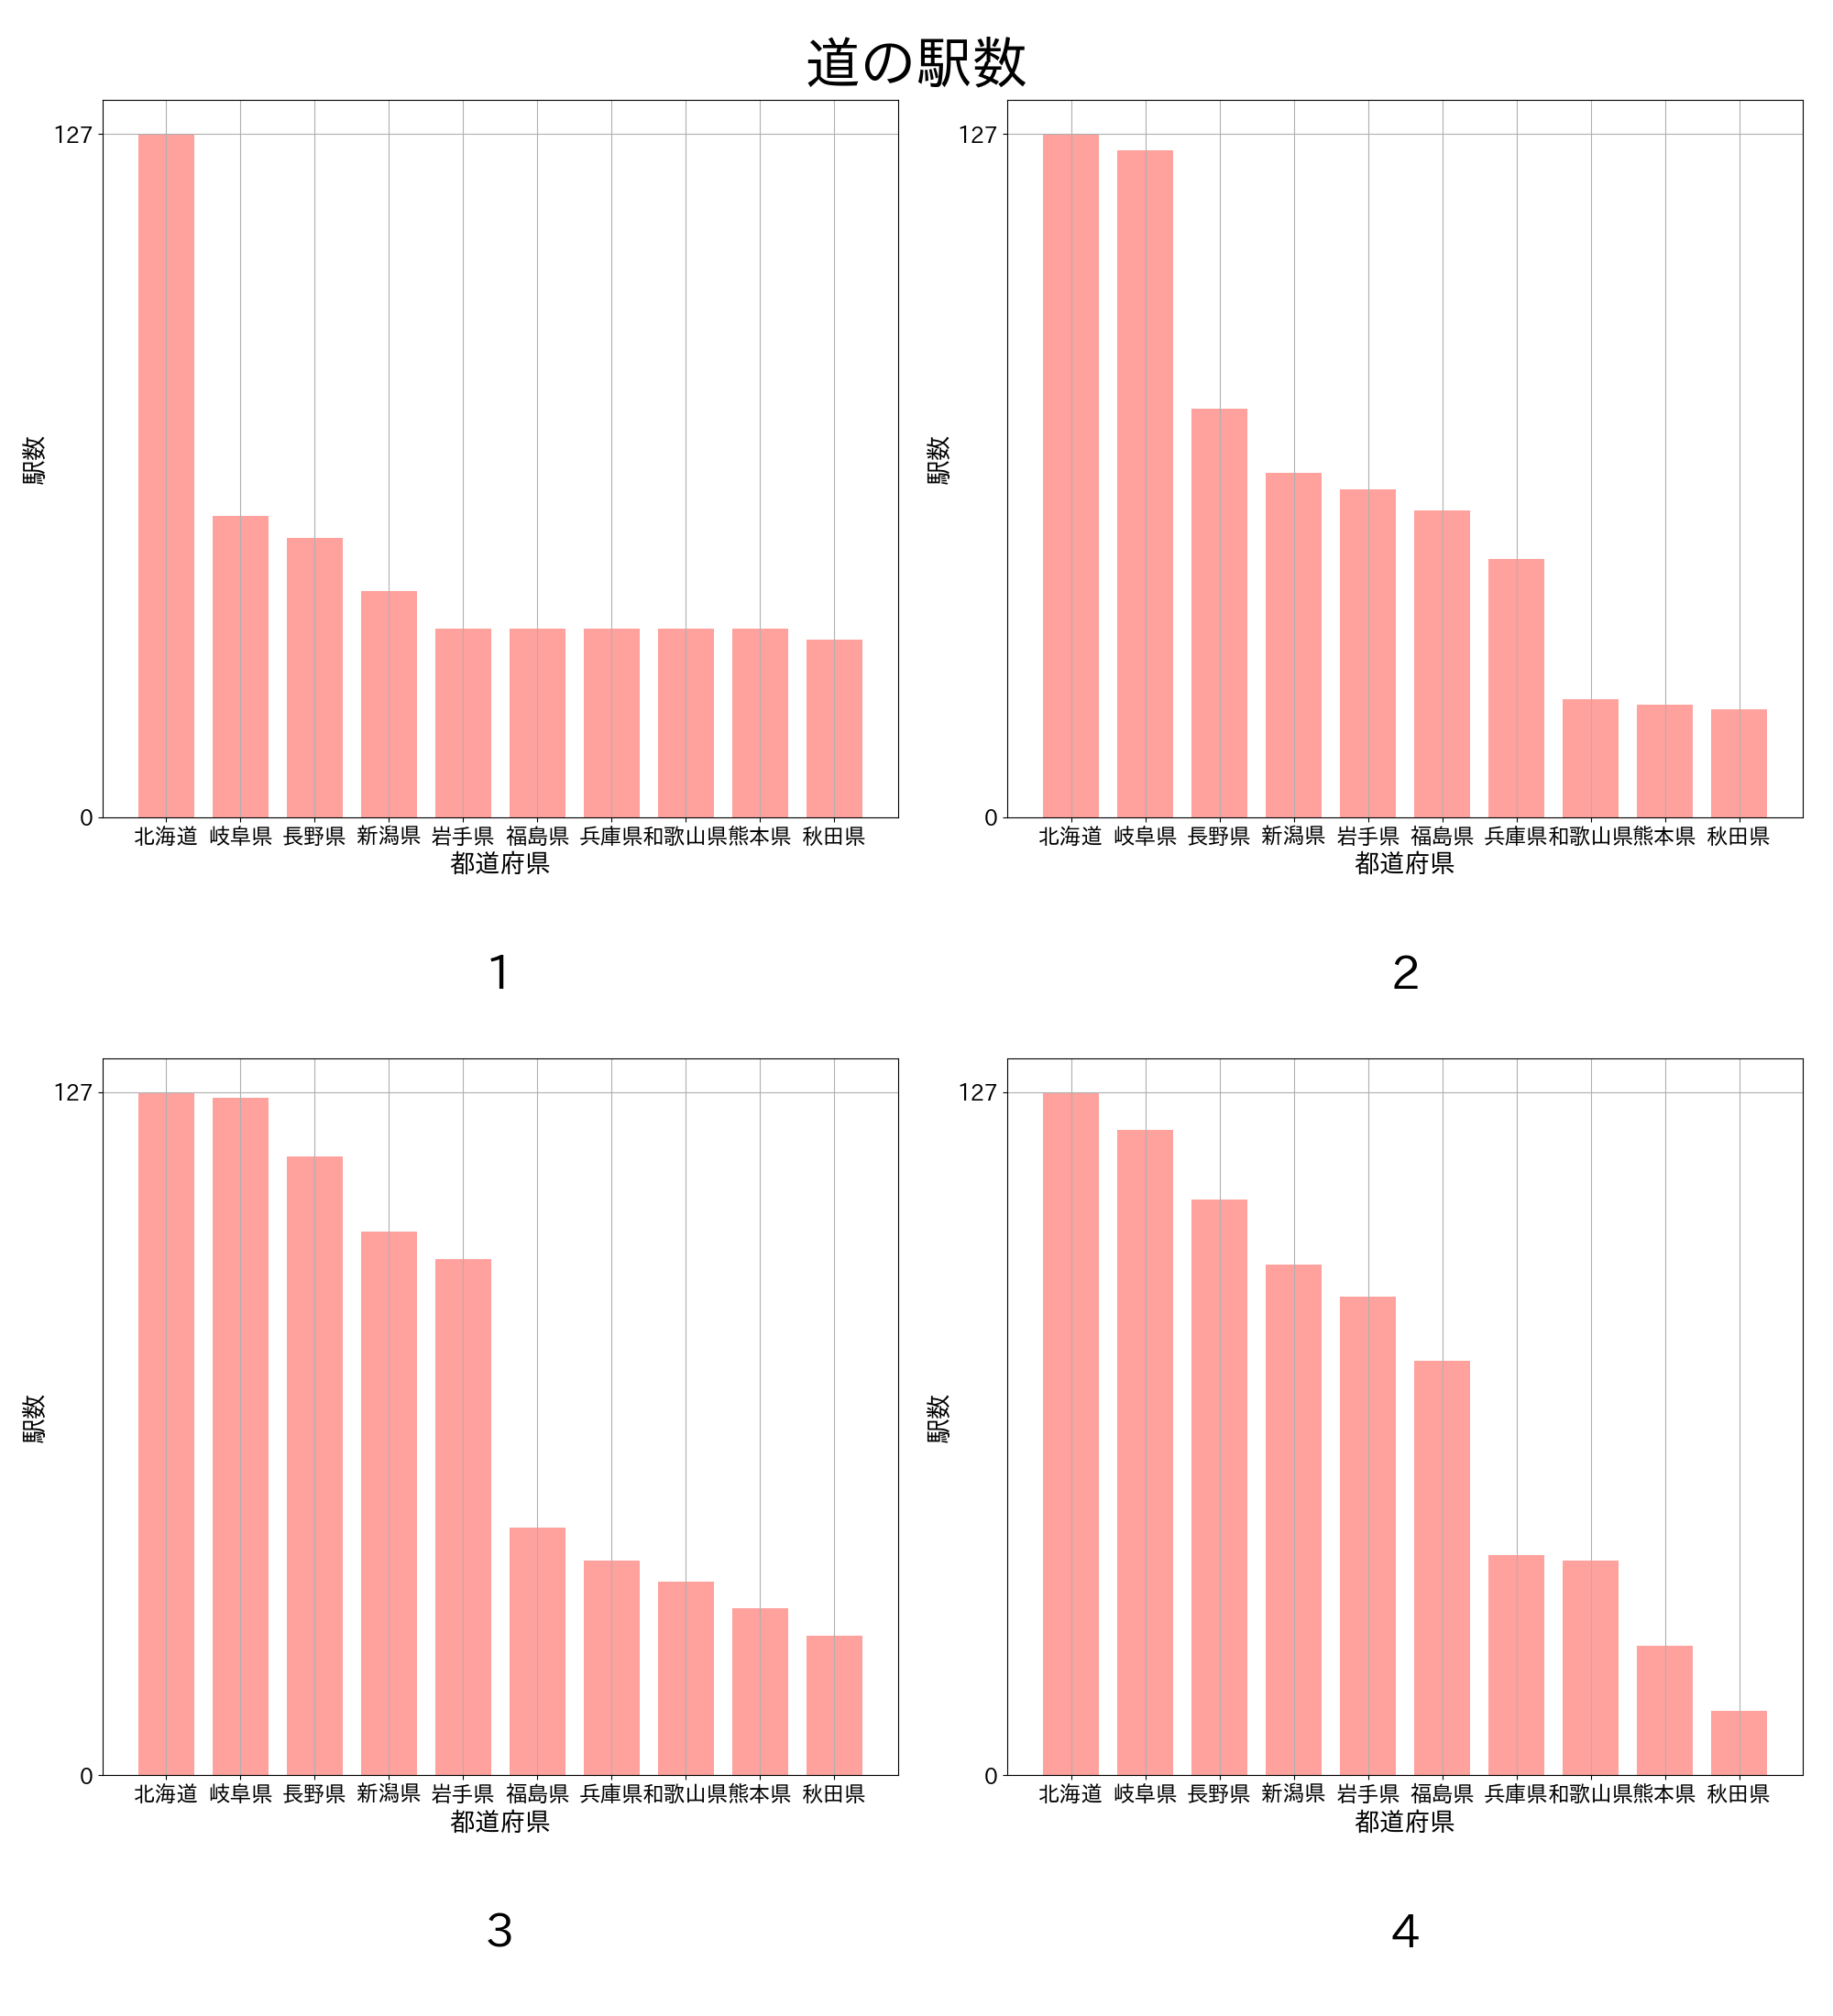 道の駅数
127
駅数
0
北海道 岐阜県 長野県 新潟県 岩手県 福島県 兵庫県 和歌山県 熊本県 秋田県
都道府県
1
127
駅数
0
北海道 岐阜県 長野県 新潟県 岩手県 福島県 兵庫県 和歌山県 熊本県 秋田県
都道府県
2
127
駅数
0
北海道 岐阜県 長野県 新潟県 岩手県 福島県 兵庫県 和歌山県 熊本県 秋田県
都道府県
3
127
駅数
0
北海道 岐阜県 長野県 新潟県 岩手県 福島県 兵庫県 和歌山県 熊本県 秋田県
都道府県
4